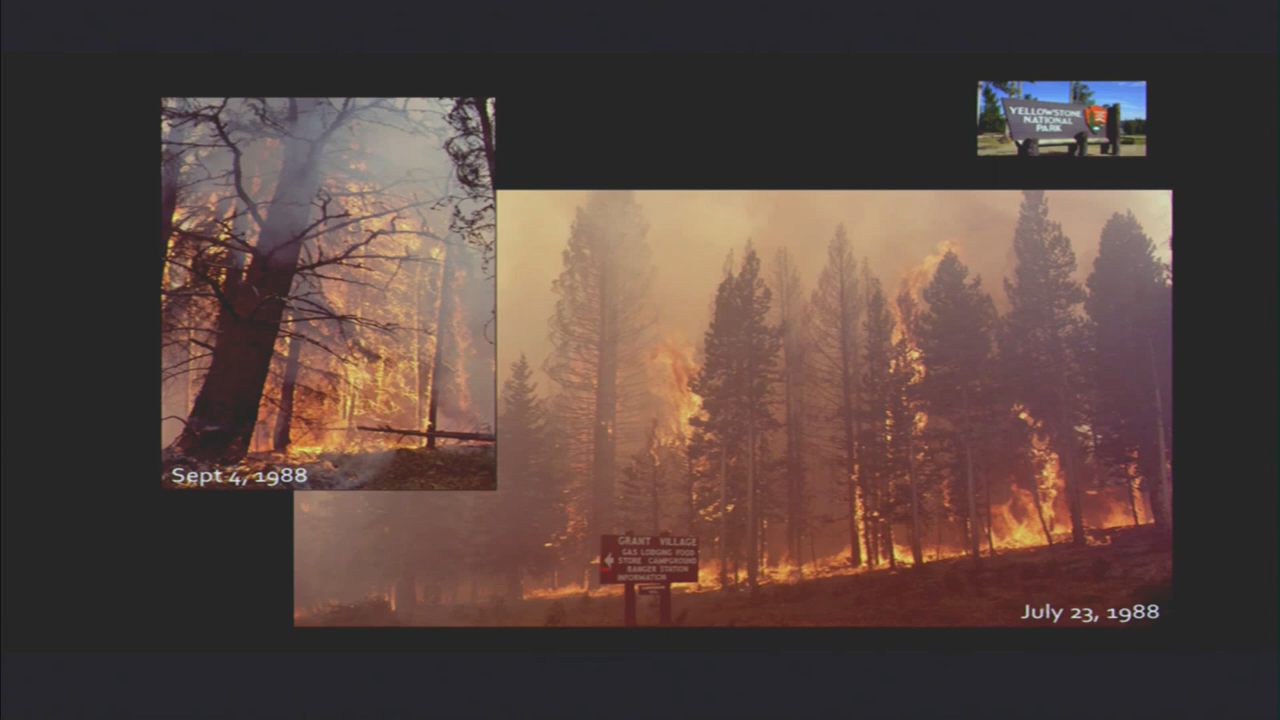 YELLOWSTONE
NATIONAL
PARK
Sept 4, 1988
GRANT VILLAGE
GAS LODGING FOOD
STORE CAMPGROUND
RANGER STATION
INFORMATION
July 23, 1988